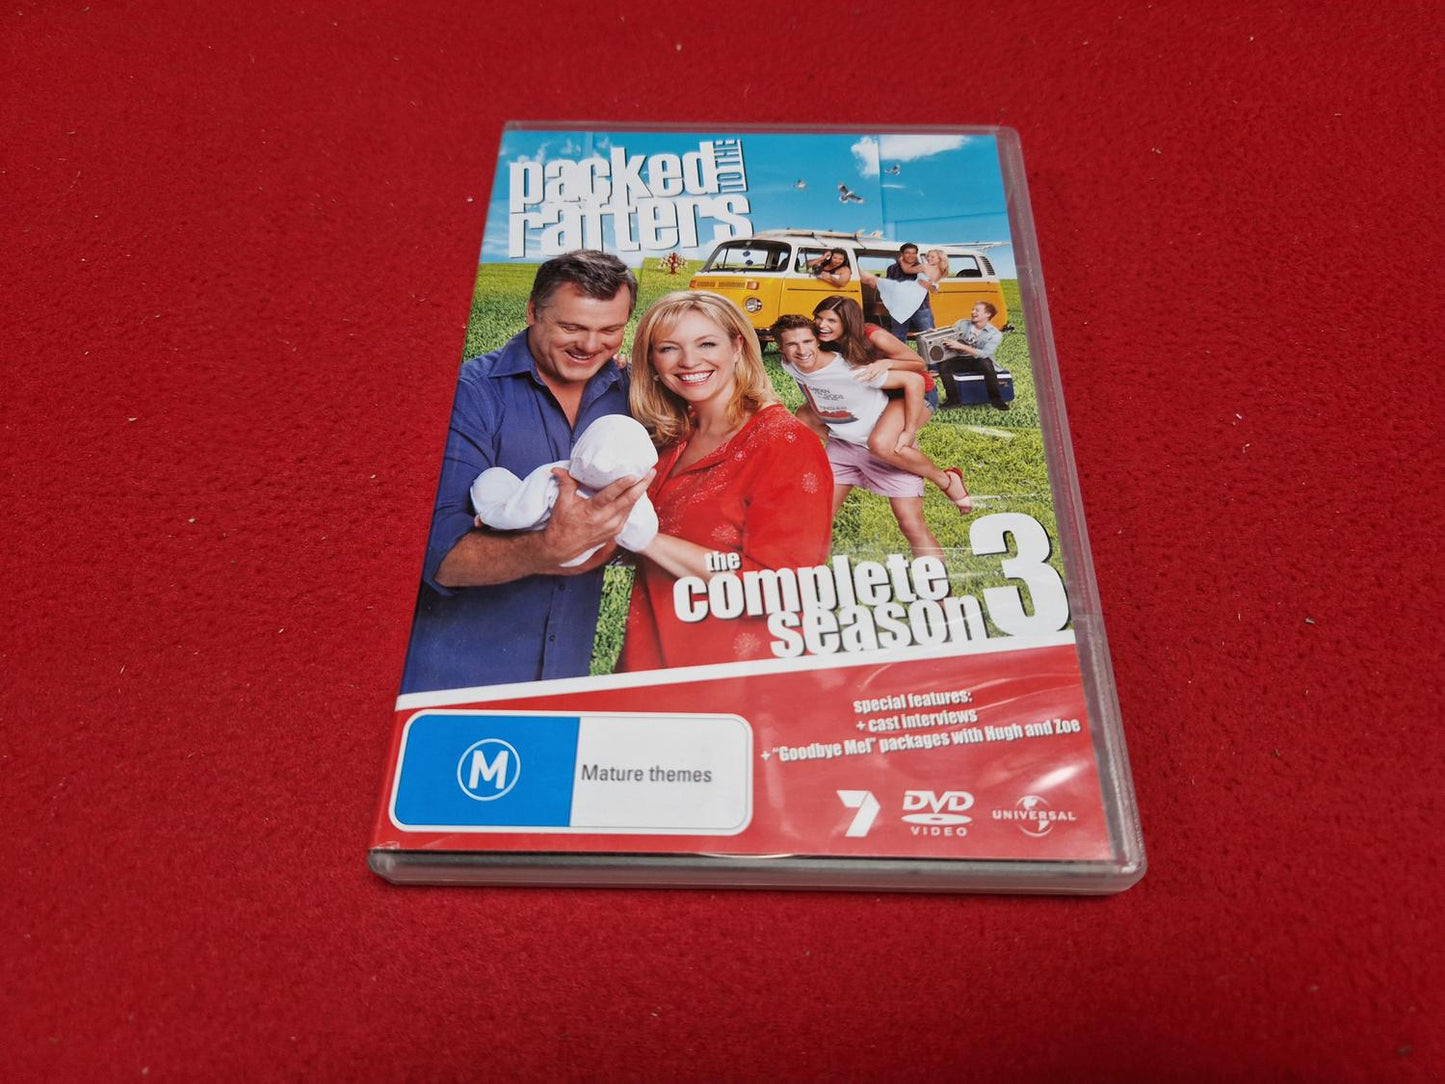 packed TO THE
rafters
the
complete
season 3
special features:
+ cast interviews
+ "Goodbye Mel" packages with Hugh and Zoe
M
Mature themes
7
DVD
VIDEO
UNIVERSAL